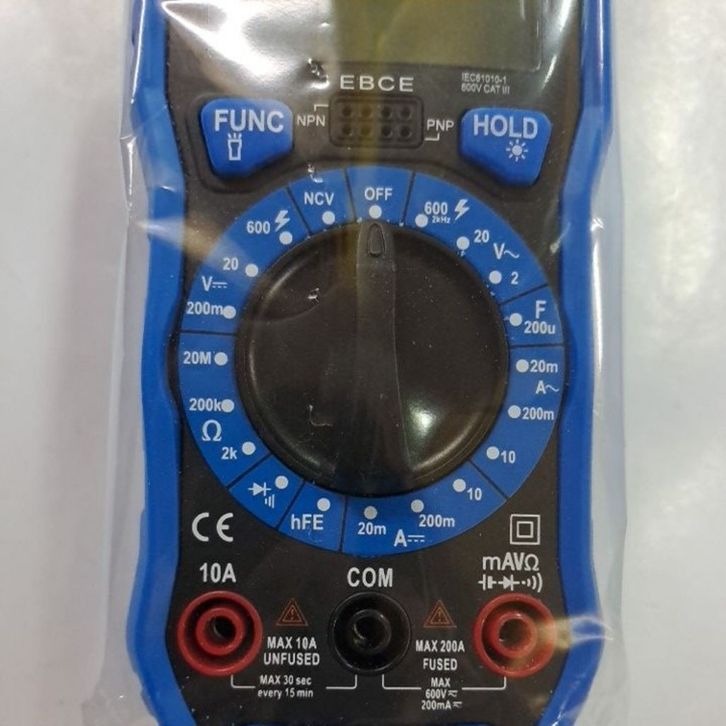 EBCE
IEC61010-1
600V CAT III
FUNC
NPN
PNP
HOLD
OFF
NCV
600
20
V
200m
20M
200k
Ω
2k
hFE
20m
200m
A
10
10
200m
A~
20m
200u
F
2
V~
20
600
2kHz
CE
10A
COM
mAVΩ
MAX 10A
UNFUSED
MAX 30 sec
every 15 min
MAX 200A
FUSED
MAX
600V
200mA